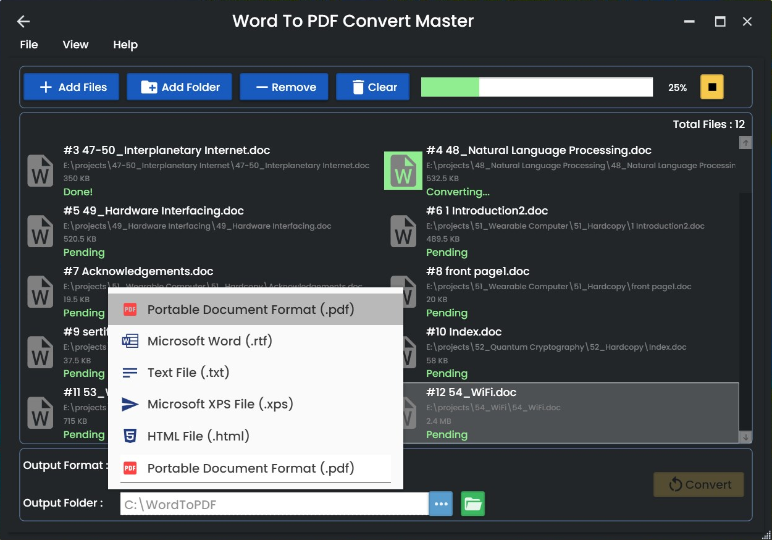 Word To PDF Convert Master
File View Help
Add Files Add Folder Remove Clear 25%
Total Files : 12
#3 47-50_Interplanetary Internet.doc
E:\projects\47-50_Interplanetary Internet\47-50_Interplanetary Internet.doc
350 KB
Done!
#4 48_Natural Language Processing.doc
E:\projects\48_Natural Language Processing\48_Natural Language Processin
532.5 KB
Converting...
#5 49_Hardware Interfacing.doc
E:\projects\49_Hardware Interfacing\49_Hardware Interfacing.doc
520.5 KB
Pending
#6 1 Introduction2.doc
E:\projects\51_Wearable Computer\51_Hardcopy\1 Introduction2.doc
489.5 KB
Pending
#7 Acknowledgements.doc
E:\projects\51_Wearable Computer\51_Hardcopy\Acknowledgements.doc
19.5 KB
Pending
#8 front page1.doc
E:\projects\51_Wearable Computer\51_Hardcopy\front page1.doc
20 KB
Pending
#9 sertif
E:\projects
37.5 KB
Pending
#10 Index.doc
E:\projects\52_Quantum Cryptography\52_Hardcopy\Index.doc
58 KB
Pending
#11 53_
E:\projects
715 KB
Pending
#12 54_WiFi.doc
E:\projects\54_WiFi\54_WiFi.doc
2.4 MB
Pending
Portable Document Format (.pdf)
Microsoft Word (.rtf)
Text File (.txt)
Microsoft XPS File (.xps)
HTML File (.html)
Output Format : Portable Document Format (.pdf)
Convert
Output Folder : C:\WordToPDF